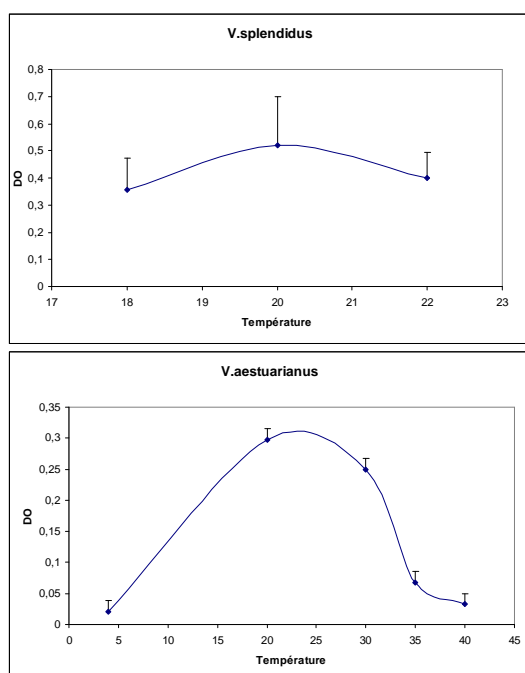 V.splendidus
0,8
0,7
0,6
0,5
0,4
0,3
0,2
0,1
0
DO
17 18 19 20 21 22 23
Température
V.aestuarianus
0,35
0,3
0,25
0,2
0,15
0,1
0,05
0
DO
0 5 10 15 20 25 30 35 40 45
Température